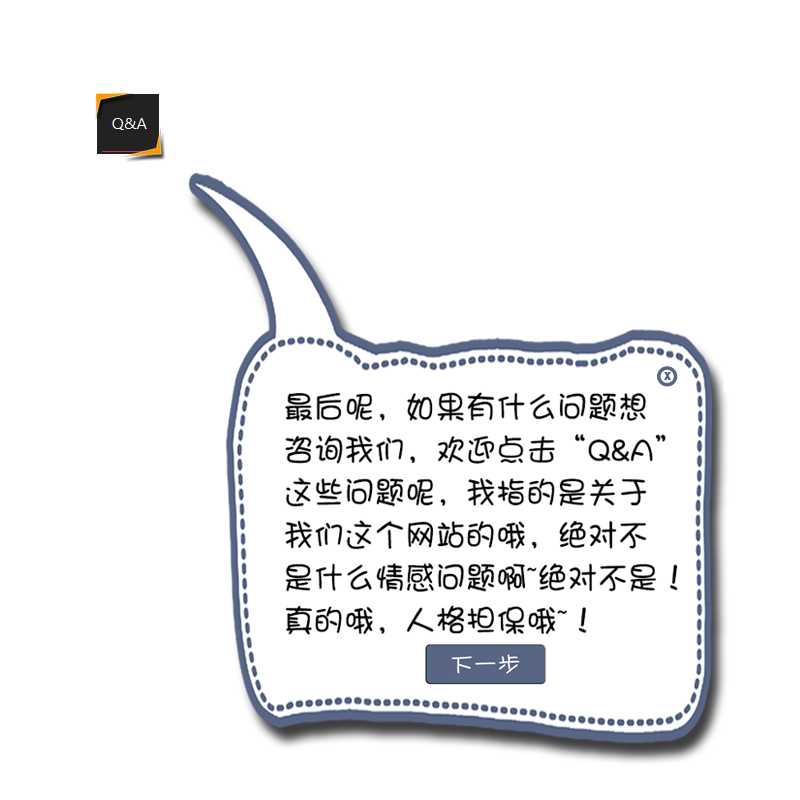 Q&A
x
最后呢，如果有什么问题想
咨询我们，欢迎点击“Q&A”
这些问题呢，我指的是关于
我们这个网站的哦，绝对不
是什么情感问题啊~绝对不是！
真的哦，人格担保哦~！
下一步